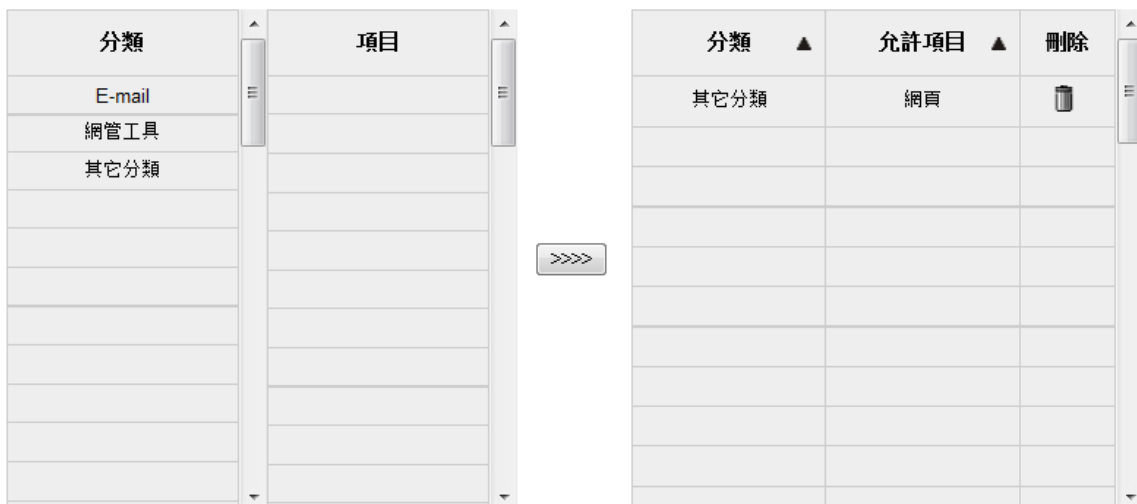 分類 項目 分類 ▲ 允許項目 ▲ 刪除
E-mail
網管工具
其它分類
>>>>
其它分類 網頁